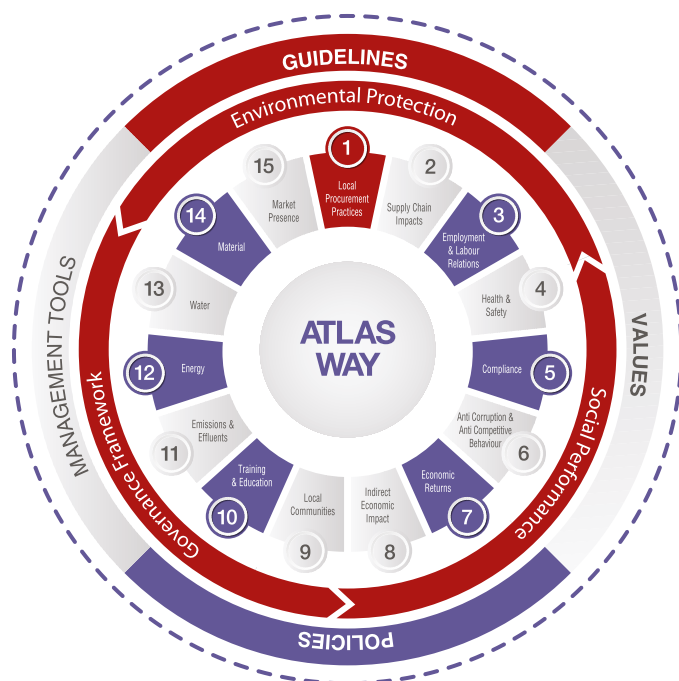 GUIDELINES
Environmental Protection
MANAGEMENT TOOLS
VALUES
Governance Framework
Social Performance
POLICIES
ATLAS
WAY
1
Local
Procurement
Practices
2
Supply Chain
Impacts
3
Employment
& Labour
Relations
4
Health &
Safety
5
Compliance
6
Anti Corruption &
Anti Competitive
Behaviour
7
Economic
Returns
8
Indirect
Economic
Impact
9
Local
Communities
10
Training
& Education
11
Emissions &
Effluents
12
Energy
13
Water
14
Material
15
Market
Presence